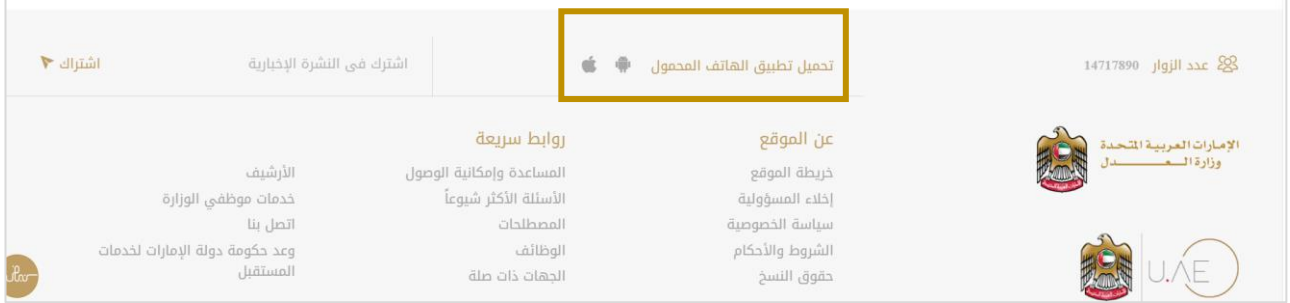 عدد الزوار 14717890
تحميل تطبيق الهاتف المحمول
اشترك في النشرة الإخبارية
اشتراك
الإمارات العربية المتحدة
وزارة العدل
U.AE
عن الموقع
خريطة الموقع
إخلاء المسؤولية
سياسة الخصوصية
الشروط والأحكام
حقوق النسخ
روابط سريعة
المساعدة وإمكانية الوصول
الأسئلة الأكثر شيوعاً
المصطلحات
الوظائف
الجهات ذات صلة
الأرشيف
خدمات موظفي الوزارة
اتصل بنا
وعد حكومة دولة الإمارات لخدمات
المستقبل